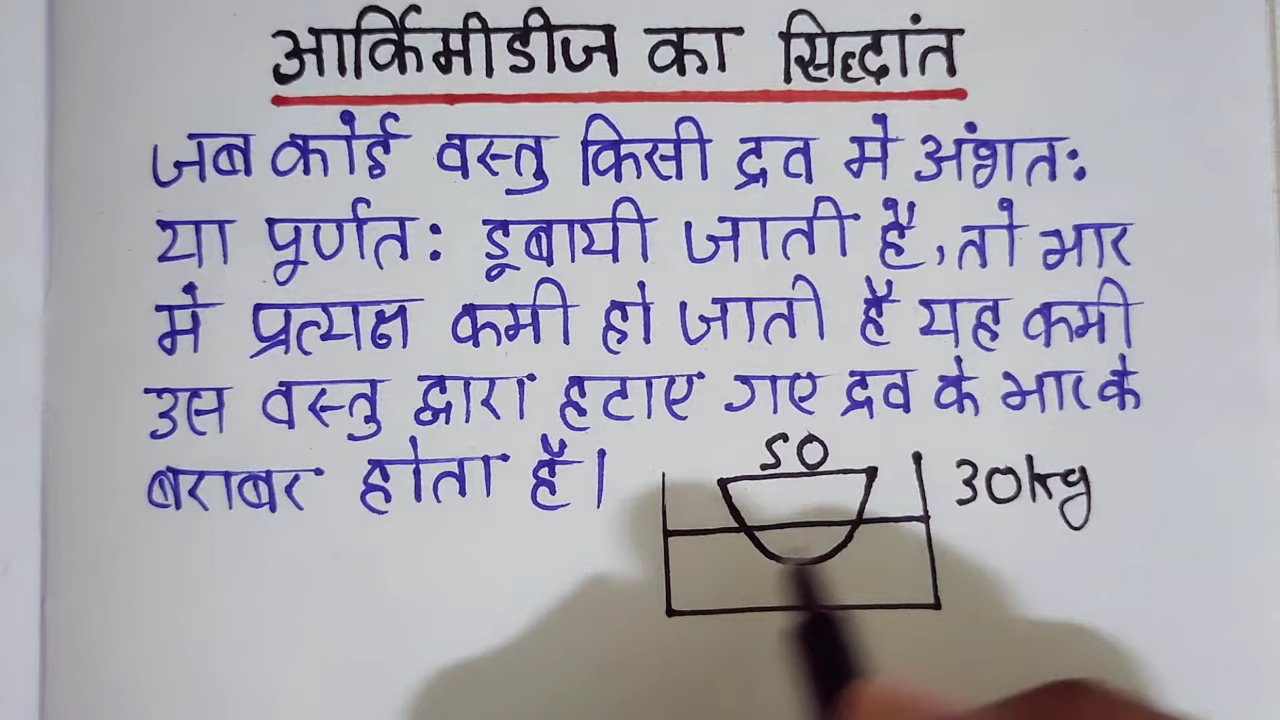 आर्किमीडीज का सिद्धांत
जब कोई वस्तु किसी द्रव मे अंशत:
या पूर्णत: डूबायी जाती है, तो भार
मे प्रत्यक्ष कमी हो जाती है यह कमी
उस वस्तु द्वारा हटाए गए द्रव के भार के
बराबर होता है।
50
30kg